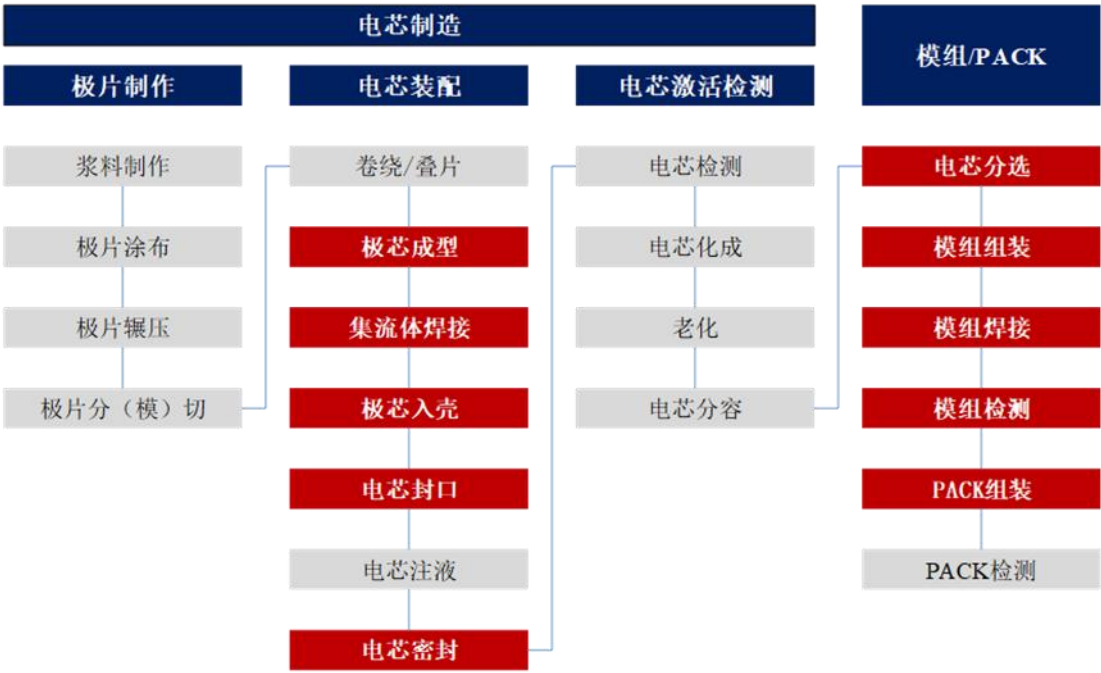 电芯制造
模组/PACK
极片制作
电芯装配
电芯激活检测
浆料制作
极片涂布
极片辗压
极片分（模）切
卷绕/叠片
极芯成型
集流体焊接
极芯入壳
电芯封口
电芯注液
电芯密封
电芯检测
电芯化成
老化
电芯分容
电芯分选
模组组装
模组焊接
模组检测
PACK组装
PACK检测